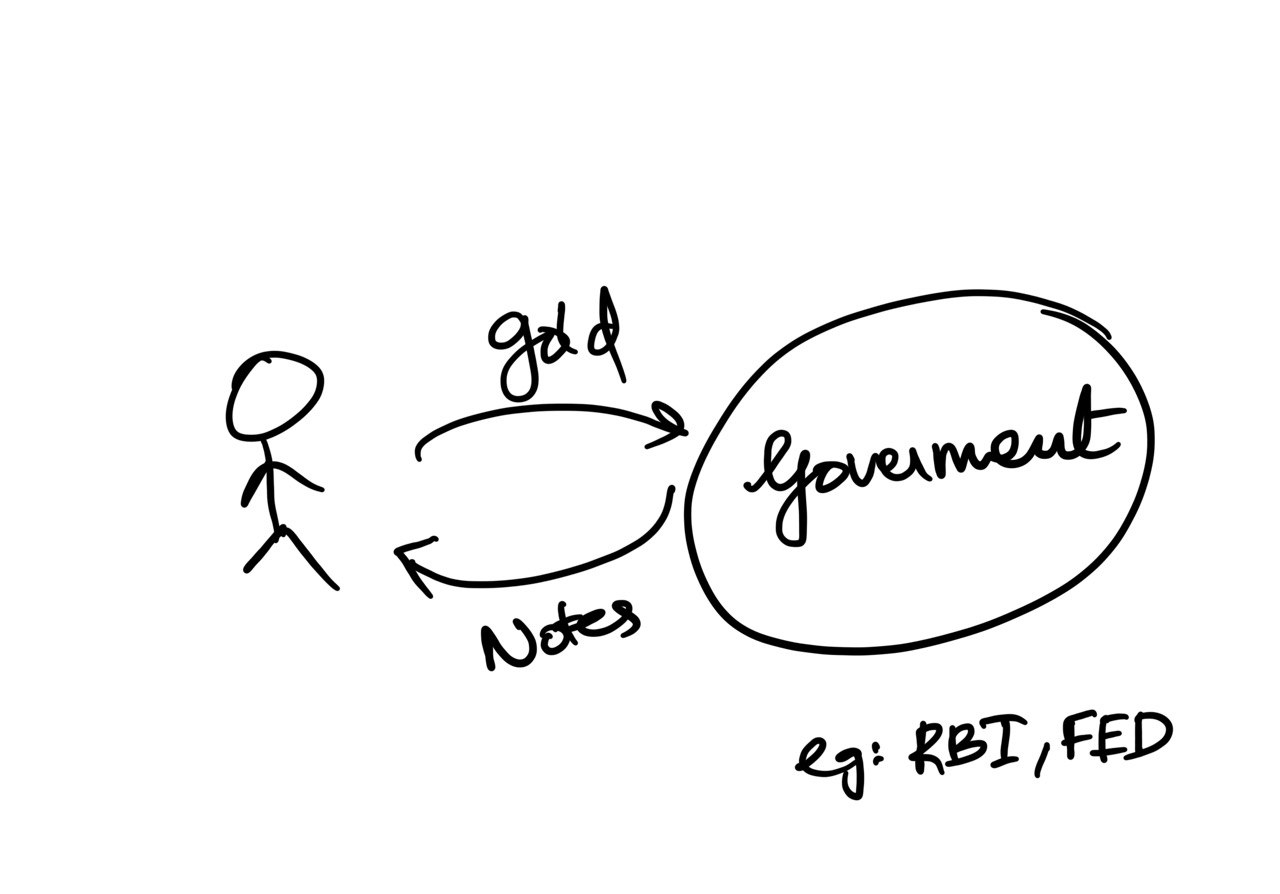 gold
Goverment
Notes
eg: RBI, FED